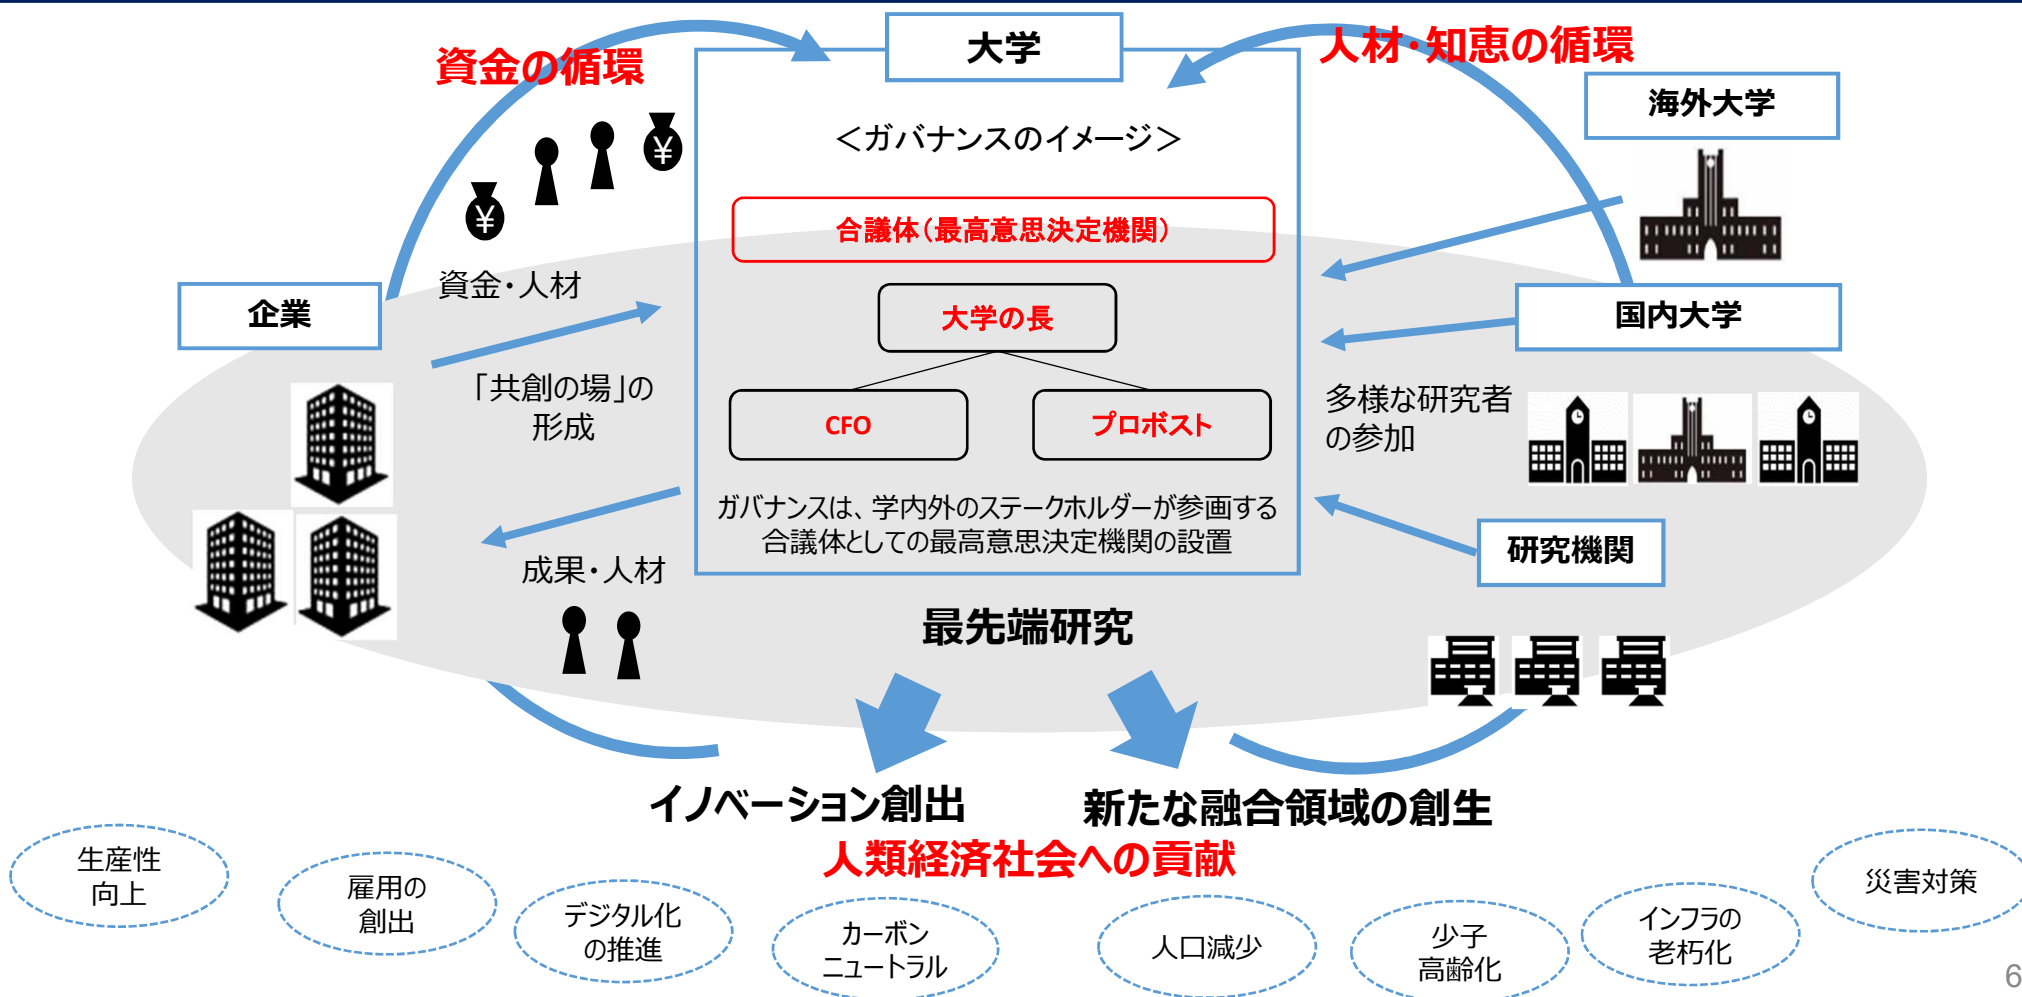 資金の循環
大学
人材・知恵の循環
海外大学
＜ガバナンスのイメージ＞
¥
¥
合議体（最高意思決定機関）
資金・人材
企業
大学の長
国内大学
「共創の場」の
形成
CFO
プロボスト
多様な研究者
の参加
ガバナンスは、学内外のステークホルダーが参画する
合議体としての最高意思決定機関の設置
研究機関
成果・人材
最先端研究
イノベーション創出
新たな融合領域の創生
人類経済社会への貢献
生産性
向上
雇用の
創出
デジタル化
の推進
カーボン
ニュートラル
人口減少
少子
高齢化
インフラの
老朽化
災害対策
6